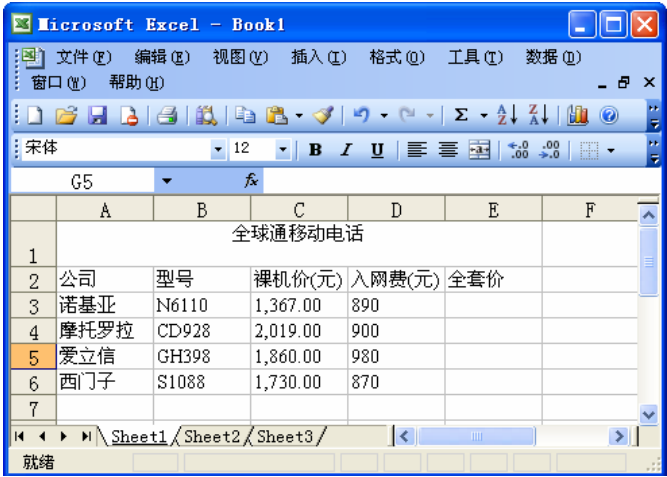 Microsoft Excel - Book1
文件(F) 编辑(E) 视图(V) 插入(I) 格式(O) 工具(T) 数据(D)
窗口(W) 帮助(H)
宋体 12 B I U
G5 fx
A B C D E F
1 全球通移动电话
2 公司 型号 裸机价(元) 入网费(元) 全套价
3 诺基亚 N6110 1,367.00 890
4 摩托罗拉 CD928 2,019.00 900
5 爱立信 GH398 1,860.00 980
6 西门子 S1088 1,730.00 870
7
Sheet1 Sheet2 Sheet3
就绪